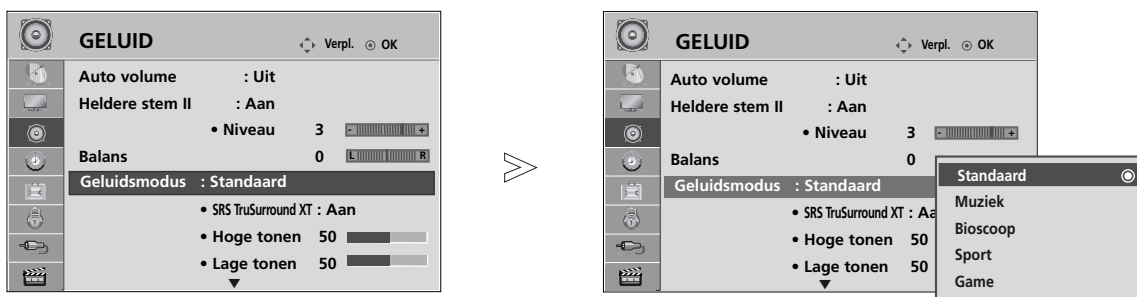 GELUID
Verpl. OK
Auto volume : Uit
Heldere stem II : Aan
• Niveau 3 - +
Balans 0 L R
Geluidsmodus : Standaard
• SRS TruSurround XT : Aan
• Hoge tonen 50
• Lage tonen 50
GELUID
Verpl. OK
Auto volume : Uit
Heldere stem II : Aan
• Niveau 3 - +
Balans 0
Geluidsmodus : Standaard
• SRS TruSurround XT : Aa
• Hoge tonen 50
• Lage tonen 50
Standaard
Muziek
Bioscoop
Sport
Game